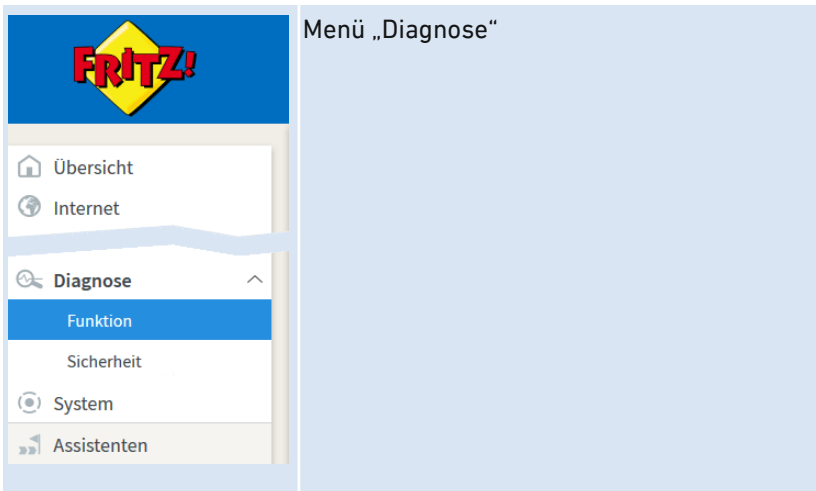 FRITZ!
Menü „Diagnose“
Übersicht
Internet
Diagnose
Funktion
Sicherheit
System
Assistenten